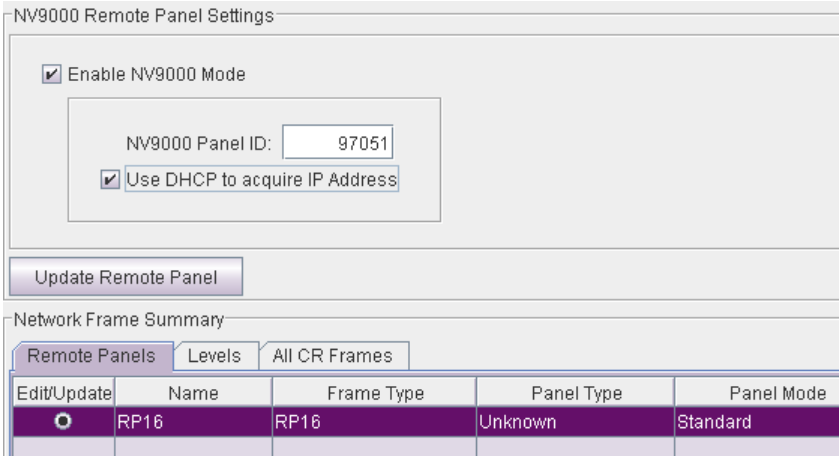 NV9000 Remote Panel Settings
Enable NV9000 Mode
NV9000 Panel ID: 97051
Use DHCP to acquire IP Address
Update Remote Panel
Network Frame Summary
Remote Panels Levels All CR Frames
Edit/Update Name Frame Type Panel Type Panel Mode
RP16 RP16 Unknown Standard